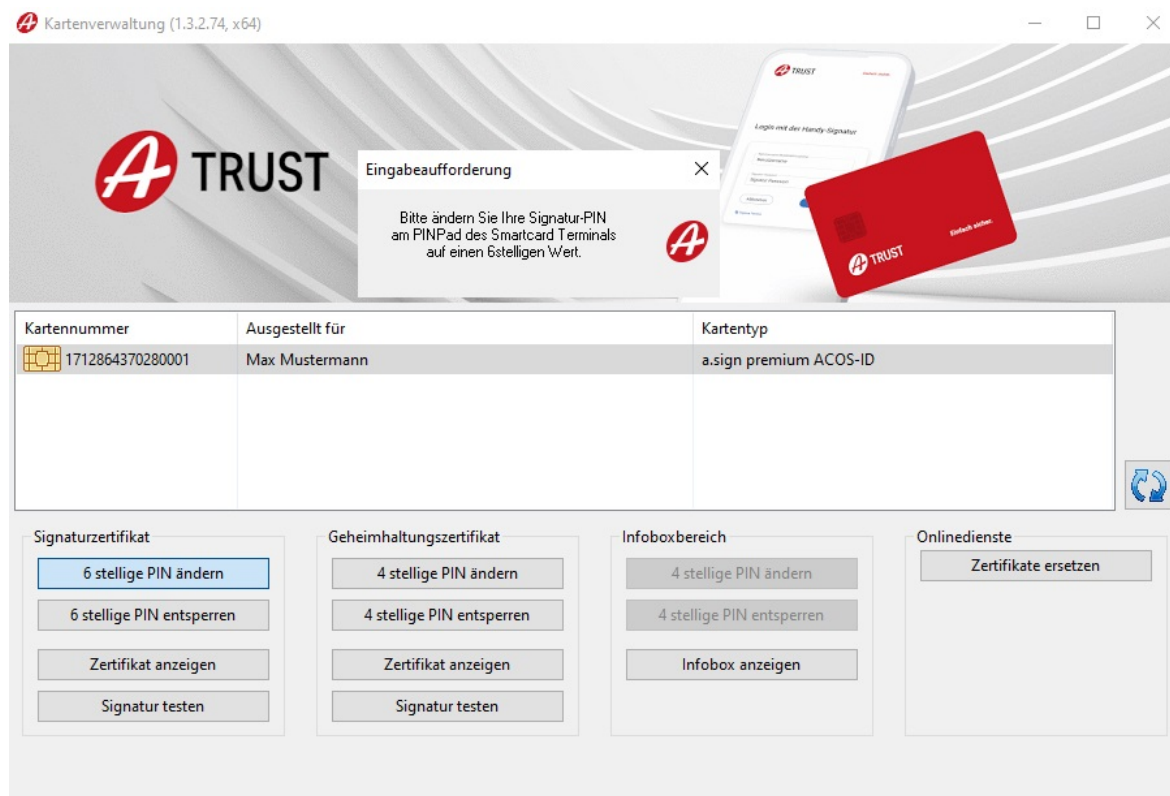 Kartenverwaltung (1.3.2.74, x64)
TRUST
TRUST
Login mit der Handy-Signatur
Eingabeaufforderung
Bitte ändern Sie Ihre Signatur-PIN
am PINPad des Smartcard Terminals
auf einen 6stelligen Wert.
Einfach sicher.
TRUST
Kartennummer Ausgestellt für Kartentyp
1712864370280001 Max Mustermann a.sign premium ACOS-ID
Signaturzertifikat Geheimhaltungszertifikat Infoboxbereich Onlinedienste
6 stellige PIN ändern 4 stellige PIN ändern 4 stellige PIN ändern Zertifikate ersetzen
6 stellige PIN entsperren 4 stellige PIN entsperren 4 stellige PIN entsperren
Zertifikat anzeigen Zertifikat anzeigen Infobox anzeigen
Signatur testen Signatur testen